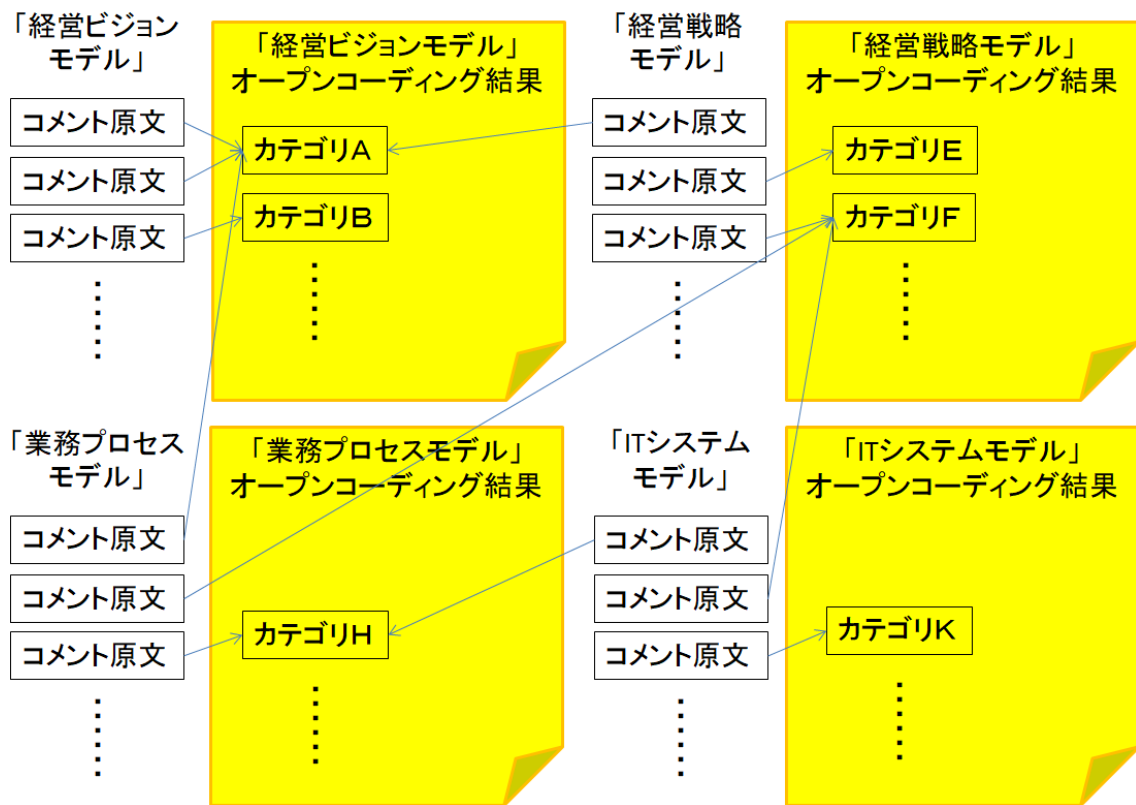 「経営ビジョン
モデル」
コメント原文
コメント原文
コメント原文
「経営ビジョンモデル」
オープンコーディング結果
カテゴリA
カテゴリB
「経営戦略
モデル」
コメント原文
コメント原文
コメント原文
「経営戦略モデル」
オープンコーディング結果
カテゴリE
カテゴリF
「業務プロセス
モデル」
コメント原文
コメント原文
コメント原文
「業務プロセスモデル」
オープンコーディング結果
カテゴリH
「ITシステム
モデル」
コメント原文
コメント原文
コメント原文
「ITシステムモデル」
オープンコーディング結果
カテゴリK